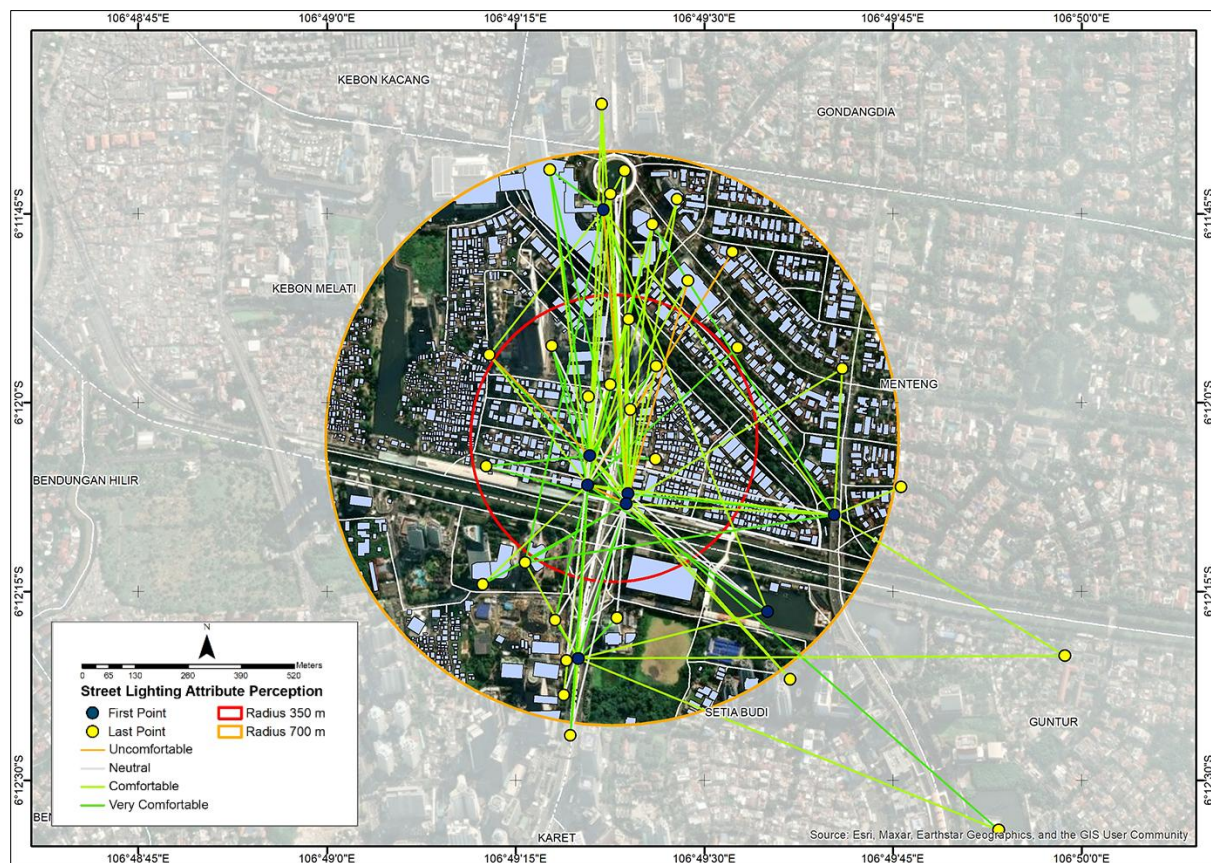 106°48'45"E 106°49'0"E 106°49'15"E 106°49'30"E 106°49'45"E 106°50'0"E
KEBON KACANG
GONDANGDIA
6°11'45"S 6°11'45"S
KEBON MELATI
MENTENG
6°12'0"S 6°12'0"S
BENDUNGAN HILIR
6°12'15"S 6°12'15"S
N
Meters
0 65 130 260 390 520
Street Lighting Attribute Perception
First Point Radius 350 m
Last Point Radius 700 m
Uncomfortable
Neutral
Comfortable
Very Comfortable
SETIA BUDI
GUNTUR
6°12'30"S 6°12'30"S
BEN
KARET
Source: Esri, Maxar, Earthstar Geographics, and the GIS User Community
106°48'45"E 106°49'0"E 106°49'15"E 106°49'30"E 106°49'45"E 106°50'0"E